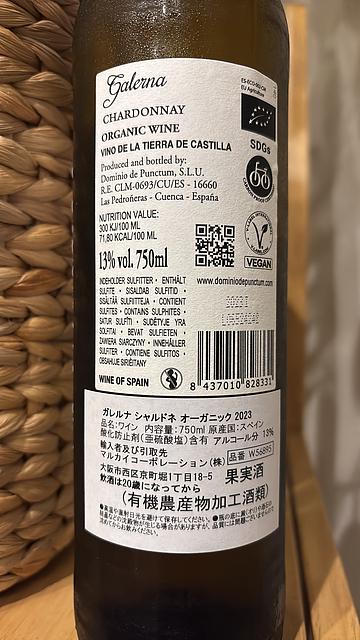 Galerna
CHARDONNAY
ORGANIC WINE
VINO DE LA TIERRA DE CASTILLA
Produced and bottled by:
Dominio de Punctum, S.L.U.
R.E. CLM-0693/CU/ES - 16660
Las Pedroñeras - Cuenca - España
NUTRITION VALUE:
300 KJ/100 ML
71,80 KCAL/100 ML
13% vol. 750ml
INDEHOLDER SULFITTER · ENTHÄLT
SULFITE · SISALDAB SULFITID ·
SISÄLTÄÄ SULFIITTEJA · CONTIENT
SULFITES · CONTAINS SULPHITES ·
SATUR SULFĪTI · SUDĖTYJE YRA
SOLFITAI · BEVAT SULFIETEN ·
ZAWIERA SIARCZYNY · INNEHÅLLER
SULFITER · CONTIENE SULFITOS ·
OBSAHUJE SIRIČITANY
WINE OF SPAIN
ES-ECO-002-CM
EU Agriculture
SDGs
VEGAN
www.dominiodepunctum.com
8 437010 828331
ガレルナ シャルドネ オーガニック 2023
品名:ワイン 内容量:750ml 原産国:スペイン
酸化防止剤(亜硫酸塩)含有 アルコール分 13%
輸入者及び引取先
マルカイコーポレーション(株) 品番 W56895
大阪市西区京町堀1丁目18-5 果実酒
飲酒は20歳になってから
(有機農産物加工酒類)